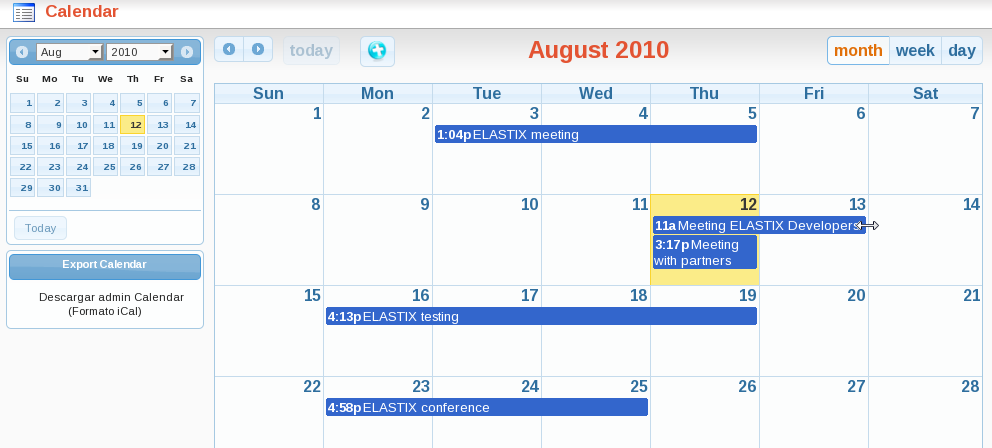 Calendar
Aug 2010
Su Mo Tu We Th Fr Sa
1 2 3 4 5 6 7
8 9 10 11 12 13 14
15 16 17 18 19 20 21
22 23 24 25 26 27 28
29 30 31
Today
Export Calendar
Descargar admin Calendar
(Formato iCal)
today
August 2010
month week day
Sun Mon Tue Wed Thu Fri Sat
1 2 3 4 5 6 7
1:04p ELASTIX meeting
8 9 10 11 12 13 14
11a Meeting ELASTIX Developers
3:17p Meeting
with partners
15 16 17 18 19 20 21
4:13p ELASTIX testing
22 23 24 25 26 27 28
4:58p ELASTIX conference